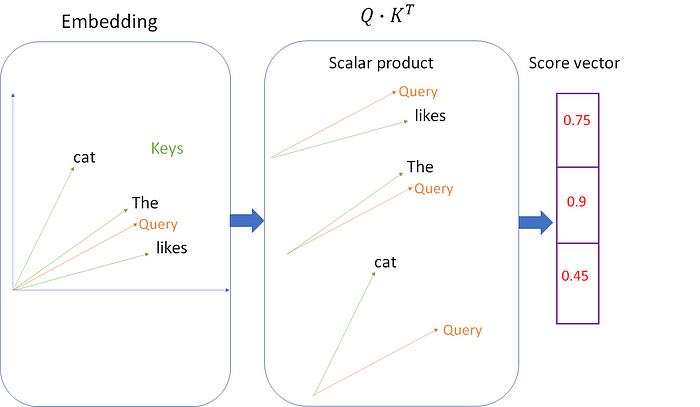 Embedding
cat
Keys
The
Query
likes
Q · Kᵀ
Scalar product
Query
likes
The
Query
cat
Query
Score vector
0.75
0.9
0.45